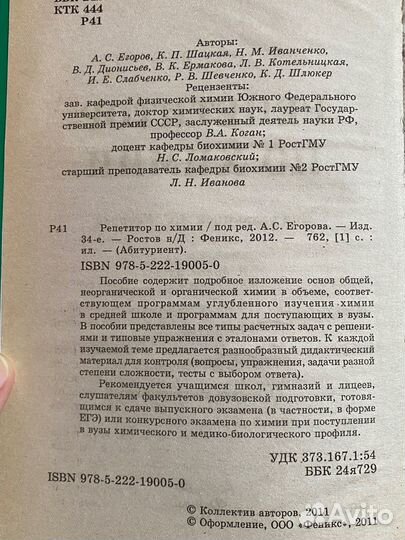 КТК 444
Р41
Авторы:
А. С. Егоров, К. П. Шацкая, Н. М. Иванченко,
В. Д. Дионисьев, В. К. Ермакова, Л. В. Котельницкая,
И. Е. Слабченко, Р. В. Шевченко, К. Д. Шлюкер
Рецензенты:
зав. кафедрой физической химии Южного Федерального
университета, доктор химических наук, лауреат Государ-
ственной премии СССР, заслуженный деятель науки РФ,
профессор В.А. Коган;
доцент кафедры биохимии № 1 РостГМУ
Н. С. Ломаковский;
старший преподаватель кафедры биохимии №2 РостГМУ
Л. Н. Иванова
Р41 Репетитор по химии / под ред. А.С. Егорова. — Изд.
34-е. — Ростов н/Д : Феникс, 2012. — 762, [1] с. :
ил. — (Абитуриент).
ISBN 978-5-222-19005-0
Пособие содержит подробное изложение основ общей,
неорганической и органической химии в объеме, соответ-
ствующем программам углубленного изучения химии
в средней школе и программам для поступающих в вузы.
В пособии представлены все типы расчетных задач с решени-
ями и типовые упражнения с эталонами ответов. К каждой
изучаемой теме предлагается разнообразный дидактический
материал для контроля (вопросы, упражнения, задачи разной
степени сложности, тесты с выбором ответа).
Рекомендуется учащимся школ, гимназий и лицеев,
слушателям факультетов довузовской подготовки, готовя-
щимся к сдаче выпускного экзамена (в частности, в форме
ЕГЭ) или конкурсного экзамена по химии при поступлении
в вузы химического и медико-биологического профиля.
УДК 373.167.1:54
ББК 24я729
ISBN 978-5-222-19005-0
© Коллектив авторов, 2011
© Оформление, ООО «Феникс», 2011
Avito